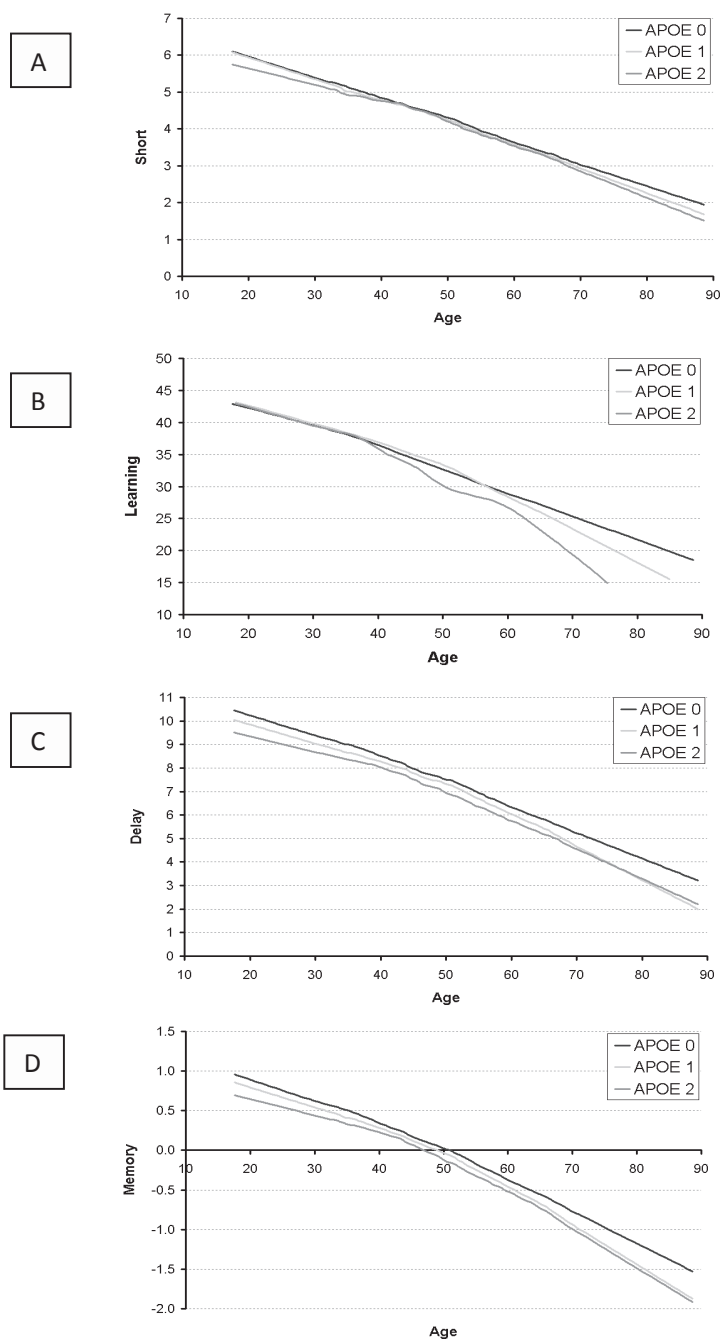 A
7
6
5
4
3
2
1
0
Short
10 20 30 40 50 60 70 80 90
Age
APOE 0
APOE 1
APOE 2
B
50
45
40
35
30
25
20
15
10
Learning
10 20 30 40 50 60 70 80 90
Age
APOE 0
APOE 1
APOE 2
C
11
10
9
8
7
6
5
4
3
2
1
0
Delay
10 20 30 40 50 60 70 80 90
Age
APOE 0
APOE 1
APOE 2
D
1.5
1.0
0.5
0.0
-0.5
-1.0
-1.5
-2.0
Memory
10 20 30 40 50 60 70 80 90
Age
APOE 0
APOE 1
APOE 2